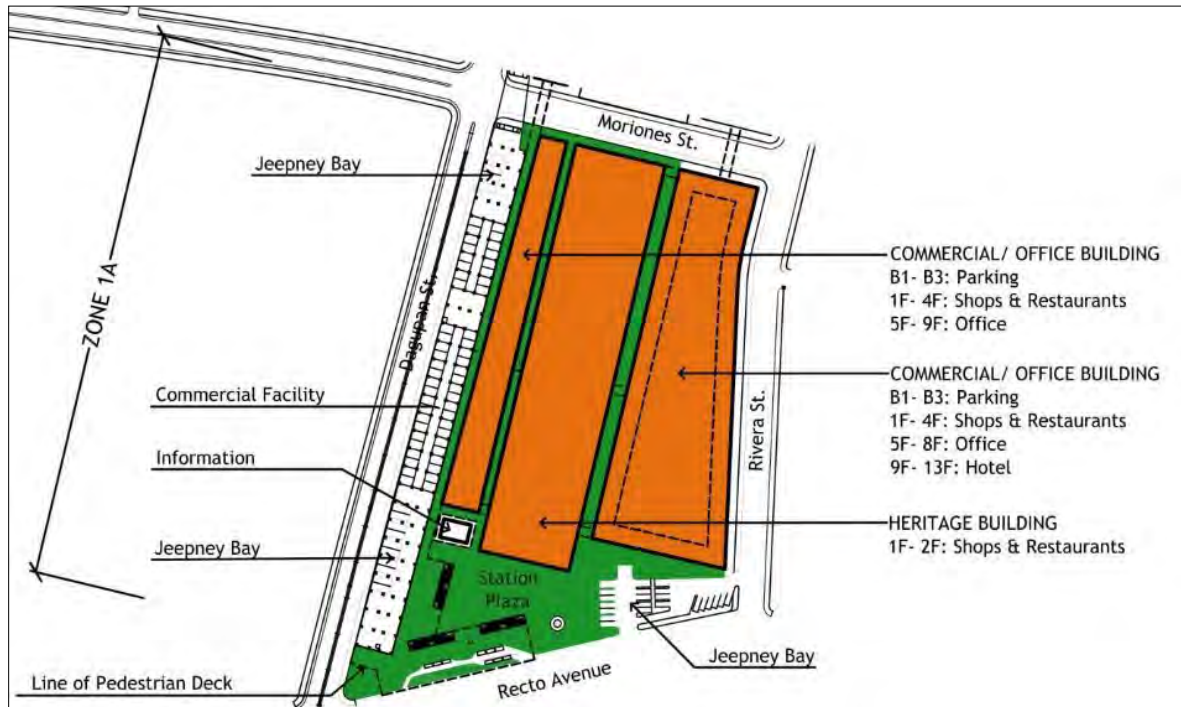 Moriones St.
Jeepney Bay
ZONE 1A
Dagupan St.
COMMERCIAL/ OFFICE BUILDING
B1- B3: Parking
1F- 4F: Shops & Restaurants
5F- 9F: Office
Commercial Facility
COMMERCIAL/ OFFICE BUILDING
B1- B3: Parking
1F- 4F: Shops & Restaurants
5F- 8F: Office
9F- 13F: Hotel
Rivera St.
Information
HERITAGE BUILDING
1F- 2F: Shops & Restaurants
Jeepney Bay
Station
Plaza
Jeepney Bay
Line of Pedestrian Deck
Recto Avenue